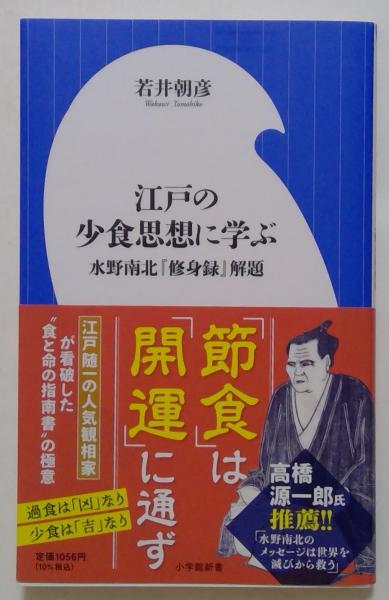 若井朝彦
Wakawi Tomohiko
江戸の
少食思想に学ぶ
水野南北『修身録』解題
「節食」は
「開運」に通ず
江戸随一の人気観相家
が看破した
“食と命の指南書”の極意
過食は「凶」なり
少食は「吉」なり
定価1056円
(10%税込)
高橋
源一郎氏
推薦!!
「水野南北の
メッセージは世界を
滅びから救う」
小学館新書